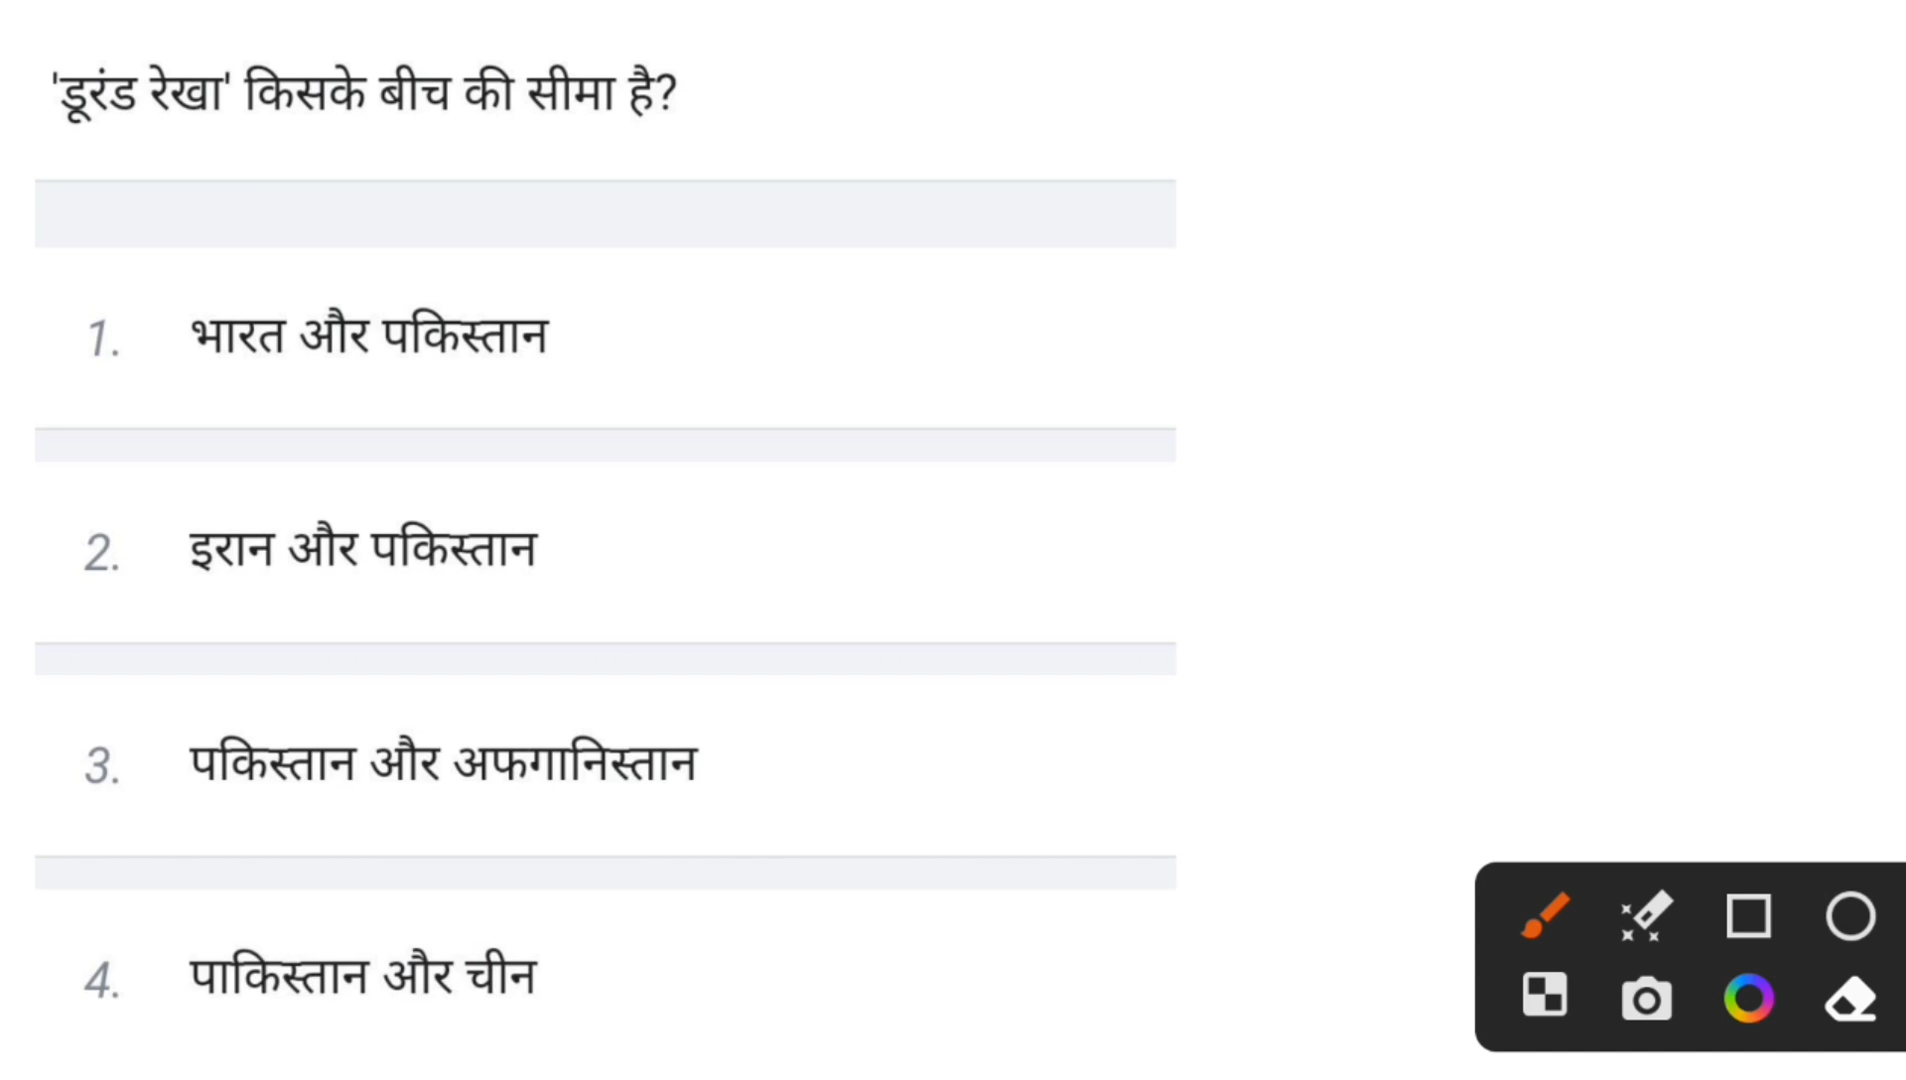 'डूरंड रेखा' किसके बीच की सीमा है?
1. भारत और पकिस्तान
2. इरान और पकिस्तान
3. पकिस्तान और अफगानिस्तान
4. पाकिस्तान और चीन